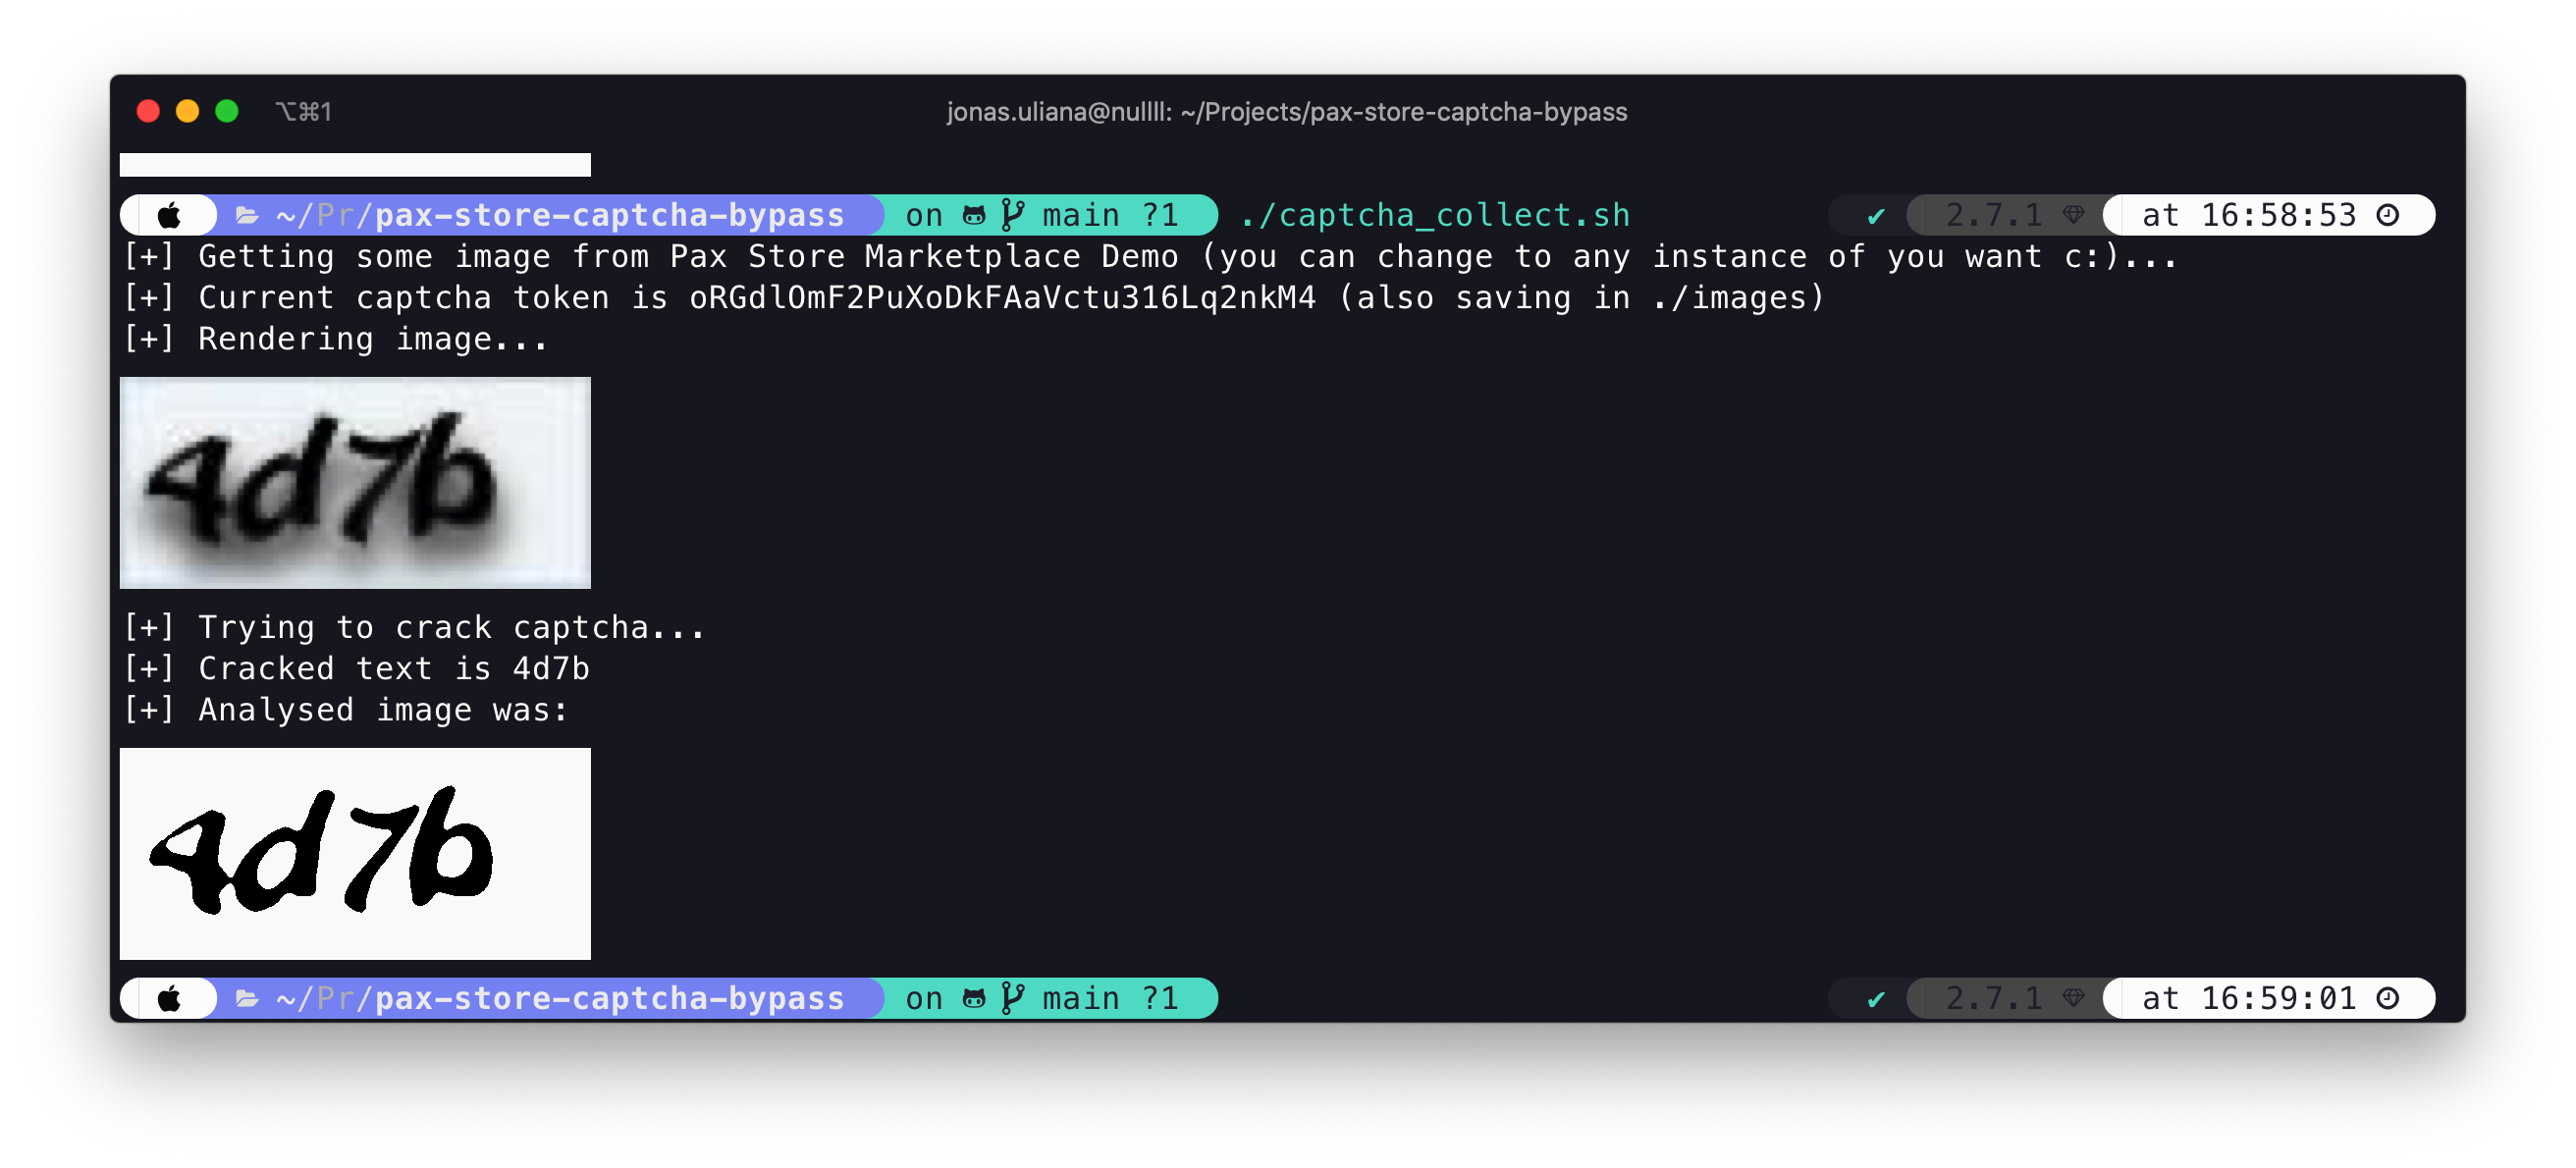 ⌥⌘1 jonas.uliana@nullll: ~/Projects/pax-store-captcha-bypass
~/Pr/pax-store-captcha-bypass on main ?1 ./captcha_collect.sh ✔ 2.7.1 at 16:58:53
[+] Getting some image from Pax Store Marketplace Demo (you can change to any instance of you want c:)...
[+] Current captcha token is oRGdlOmF2PuXoDkFAaVctu316Lq2nkM4 (also saving in ./images)
[+] Rendering image...
4d7b
[+] Trying to crack captcha...
[+] Cracked text is 4d7b
[+] Analysed image was:
4d7b
~/Pr/pax-store-captcha-bypass on main ?1 ✔ 2.7.1 at 16:59:01